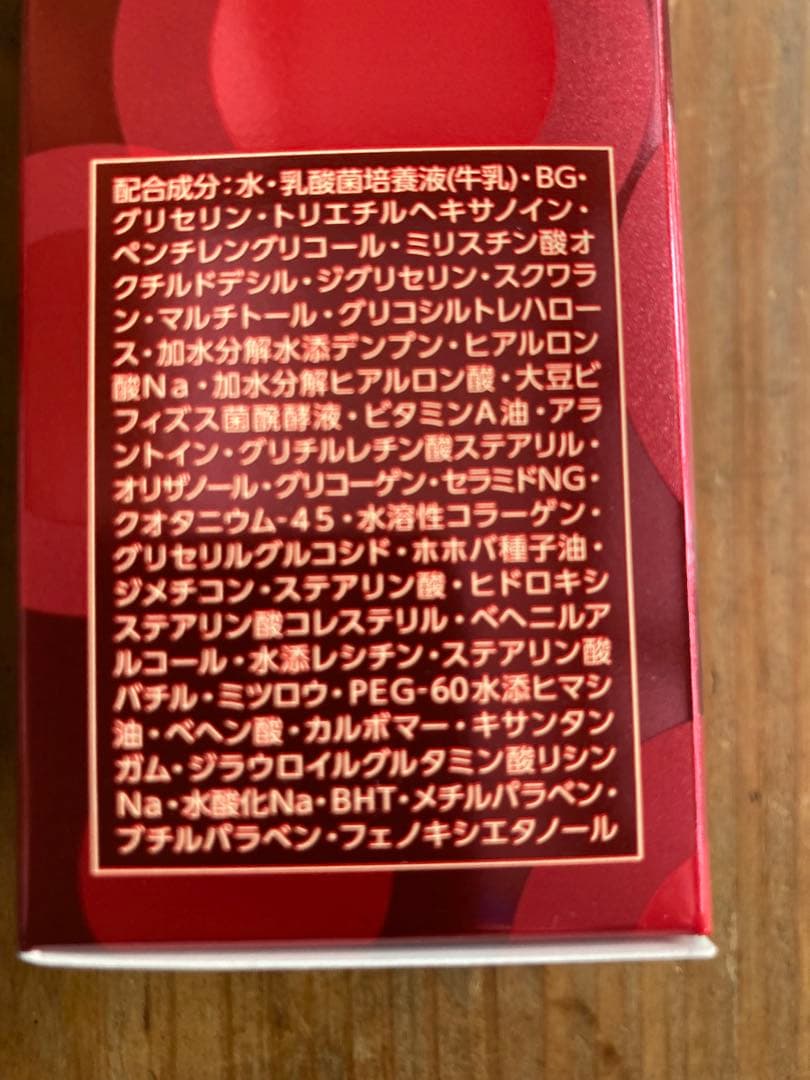 配合成分：水・乳酸菌培養液(牛乳)・BG・
グリセリン・トリエチルヘキサノイン・
ペンチレングリコール・ミリスチン酸オ
クチルドデシル・ジグリセリン・スクワラ
ン・マルチトール・グリコシルトレハロー
ス・加水分解水添デンプン・ヒアルロン
酸Na・加水分解ヒアルロン酸・大豆ビ
フィズス菌醗酵液・ビタミンA油・アラ
ントイン・グリチルレチン酸ステアリル・
オリザノール・グリコーゲン・セラミドNG・
クオタニウム-45・水溶性コラーゲン・
グリセリルグルコシド・ホホバ種子油・
ジメチコン・ステアリン酸・ヒドロキシ
ステアリン酸コレステリル・ベヘニルア
ルコール・水添レシチン・ステアリン酸
バチル・ミツロウ・PEG-60水添ヒマシ
油・ベヘン酸・カルボマー・キサンタン
ガム・ジラウロイルグルタミン酸リシン
Na・水酸化Na・BHT・メチルパラベン・
ブチルパラベン・フェノキシエタノール